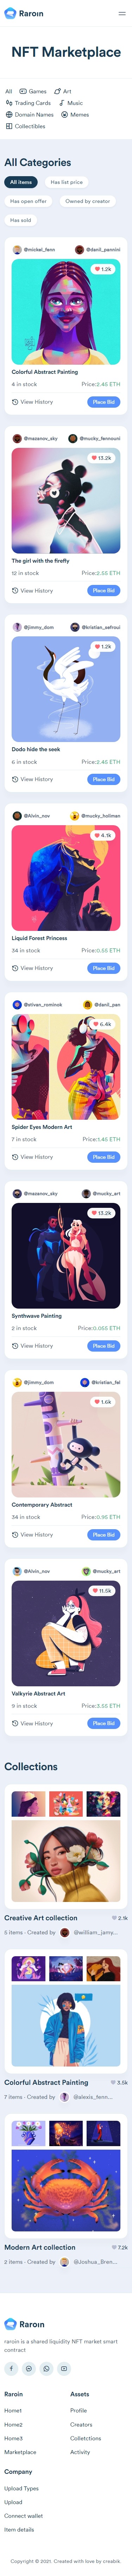 Raroin
NFT Marketplace
All Games Art
Trading Cards Music
Domain Names Memes
Collectibles
All Categories
All items Has list price
Has open offer Owned by creator
Has sold
@mickel_fenn @danil_pannini
1.2k
Colorful Abstract Painting
4 in stock Price:2.45 ETH
View History Place Bid
@mazanov_sky @mucky_fennouni
13.2k
The girl with the firefly
12 in stock Price:2.55 ETH
View History Place Bid
@jimmy_dom @kristian_sefroui
1.2k
Dodo hide the seek
6 in stock Price:2.45 ETH
View History Place Bid
@Alvin_nov @mucky_holiman
4.1k
Liquid Forest Princess
34 in stock Price:5.55 ETH
View History Place Bid
@stivan_rominok @danil_pan
6.4k
Spider Eyes Modern Art
7 in stock Price:1.45 ETH
View History Place Bid
@mazanov_sky @mucky_art
13.2k
Synthwave Painting
2 in stock Price:0.055 ETH
View History Place Bid
@jimmy_dom @kristian_fel
1.6k
Contemporary Abstract
34 in stock Price:0.95 ETH
View History Place Bid
@Alvin_nov @mucky_art
11.5k
Valkyrie Abstract Art
9 in stock Price:3.55 ETH
View History Place Bid
Collections
Creative Art collection 2.1k
5 items · Created by @william_jamy...
Colorful Abstract Painting 3.5k
7 items · Created by @alexis_fenn...
Modern Art collection 7.2k
2 items · Created by @Joshua_Bren...
Raroin
raroin is a shared liquidity NFT market smart
contract
Raroin Assets
Home1 Profile
Home2 Creators
Home3 Colletctions
Marketplace Activity
Company
Upload Types
Upload
Connect wallet
Item details
Copyright © 2021. Created with love by creabik.